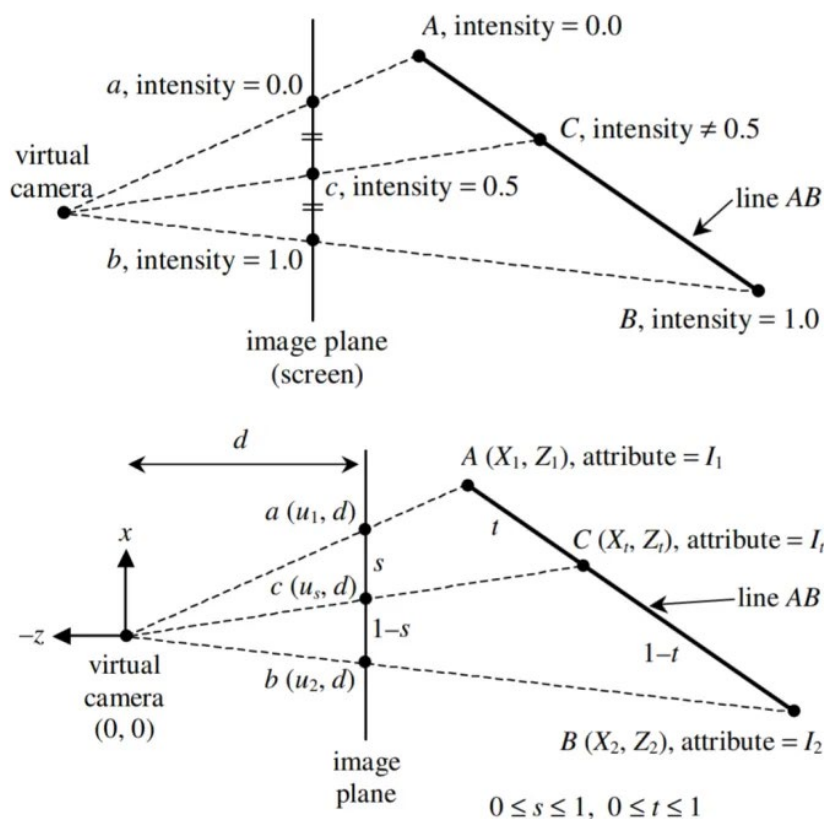 A, intensity = 0.0
a, intensity = 0.0
C, intensity ≠ 0.5
virtual
camera
c, intensity = 0.5
line AB
b, intensity = 1.0
B, intensity = 1.0
image plane
(screen)
d
A (X₁, Z₁), attribute = I₁
a (u₁, d)
x
t
C (Xₜ, Zₜ), attribute = Iₜ
s
c (uₛ, d)
line AB
1–s
–z
1–t
virtual
camera
(0, 0)
b (u₂, d)
B (X₂, Z₂), attribute = I₂
image
plane
0 ≤ s ≤ 1, 0 ≤ t ≤ 1